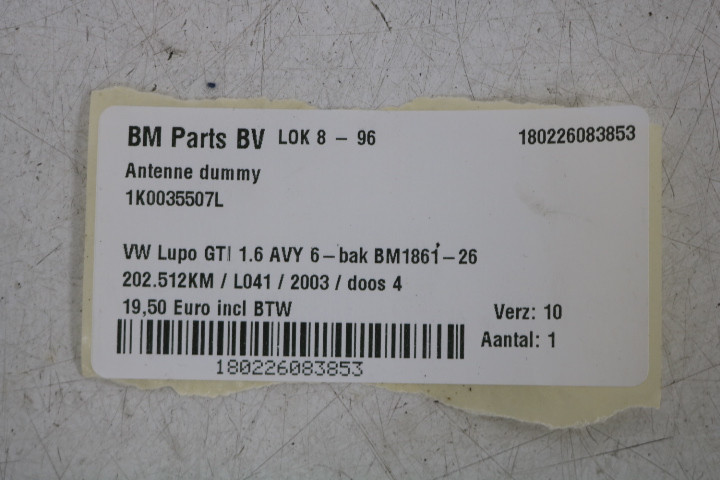 BM Parts BV LOK 8 - 96 180226083853
Antenne dummy
1K0035507L
VW Lupo GTI 1.6 AVY 6-bak BM1861-26
202.512KM / L041 / 2003 / doos 4
19,50 Euro incl BTW Verz: 10
Aantal: 1
180226083853